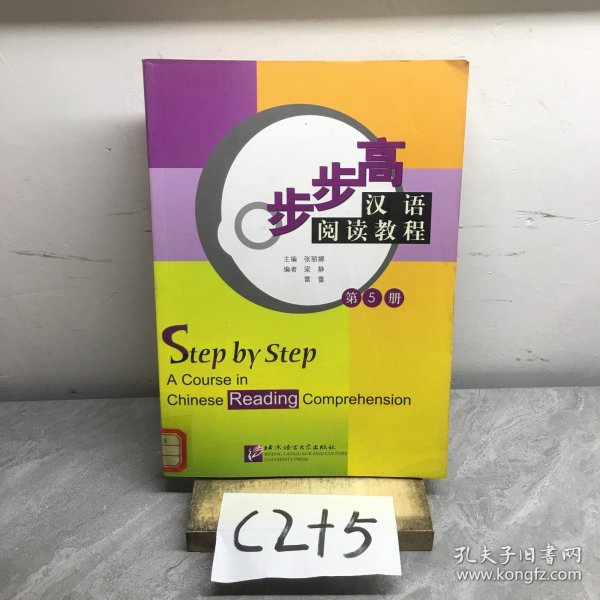 步步高
汉语
阅读教程
主编 张丽娜
编者 梁静
雷蕾
第5册
Step by Step
A Course in
Chinese Reading Comprehension
北京语言大学出版社
BEIJING LANGUAGE AND CULTURE
UNIVERSITY PRESS
C2+5
孔夫子旧书网
www.kongfz.com